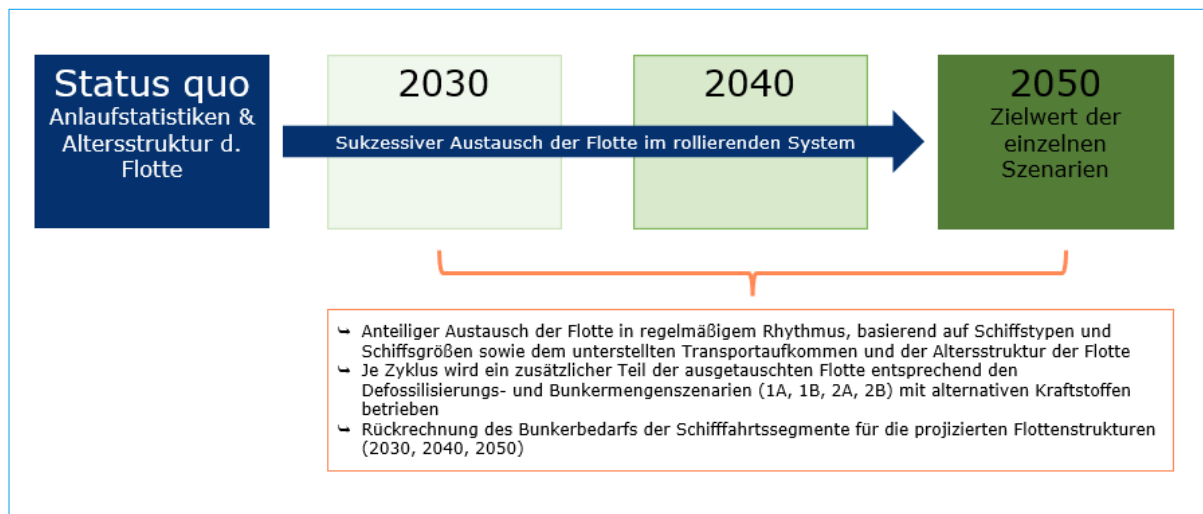 Status quo
Anlaufstatistiken &
Altersstruktur d.
Flotte
2030
2040
2050
Zielwert der
einzelnen
Szenarien
Sukzessiver Austausch der Flotte im rollierenden System
⤷ Anteiliger Austausch der Flotte in regelmäßigem Rhythmus, basierend auf Schiffstypen und
Schiffsgrößen sowie dem unterstellten Transportaufkommen und der Altersstruktur der Flotte
⤷ Je Zyklus wird ein zusätzlicher Teil der ausgetauschten Flotte entsprechend den
Defossilisierungs- und Bunkermengenszenarien (1A, 1B, 2A, 2B) mit alternativen Kraftstoffen
betrieben
⤷ Rückrechnung des Bunkerbedarfs der Schifffahrtssegmente für die projizierten Flottenstrukturen
(2030, 2040, 2050)